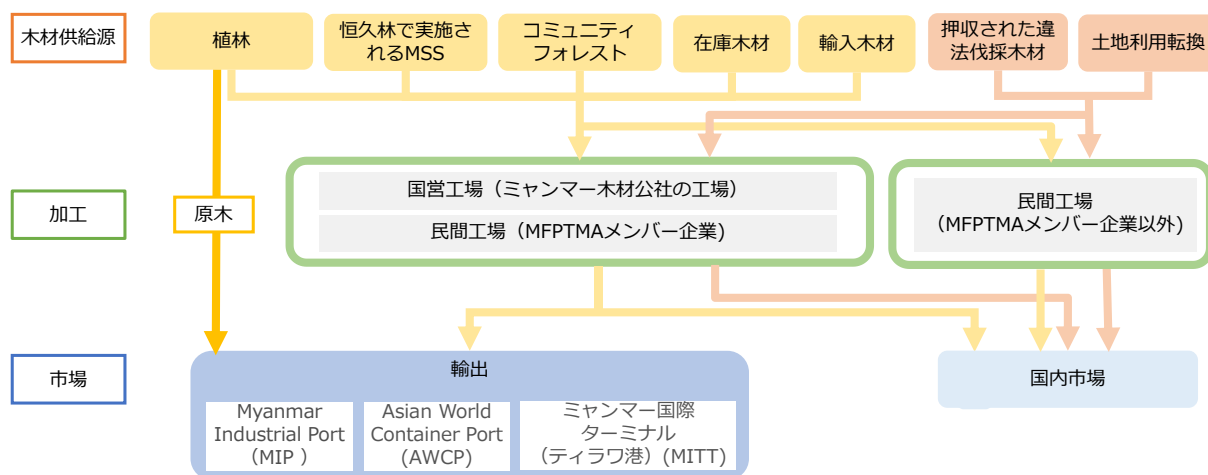 木材供給源
植林
恒久林で実施さ
れるMSS
コミュニティ
フォレスト
在庫木材
輸入木材
押収された違
法伐採木材
土地利用転換
加工
原木
国営工場（ミャンマー木材公社の工場）
民間工場（MFPTMAメンバー企業)
民間工場
（MFPTMAメンバー企業以外)
市場
輸出
Myanmar
Industrial Port
(MIP ）
Asian World
Container Port
(AWCP)
ミャンマー国際
ターミナル
（ティラワ港）(MITT)
国内市場